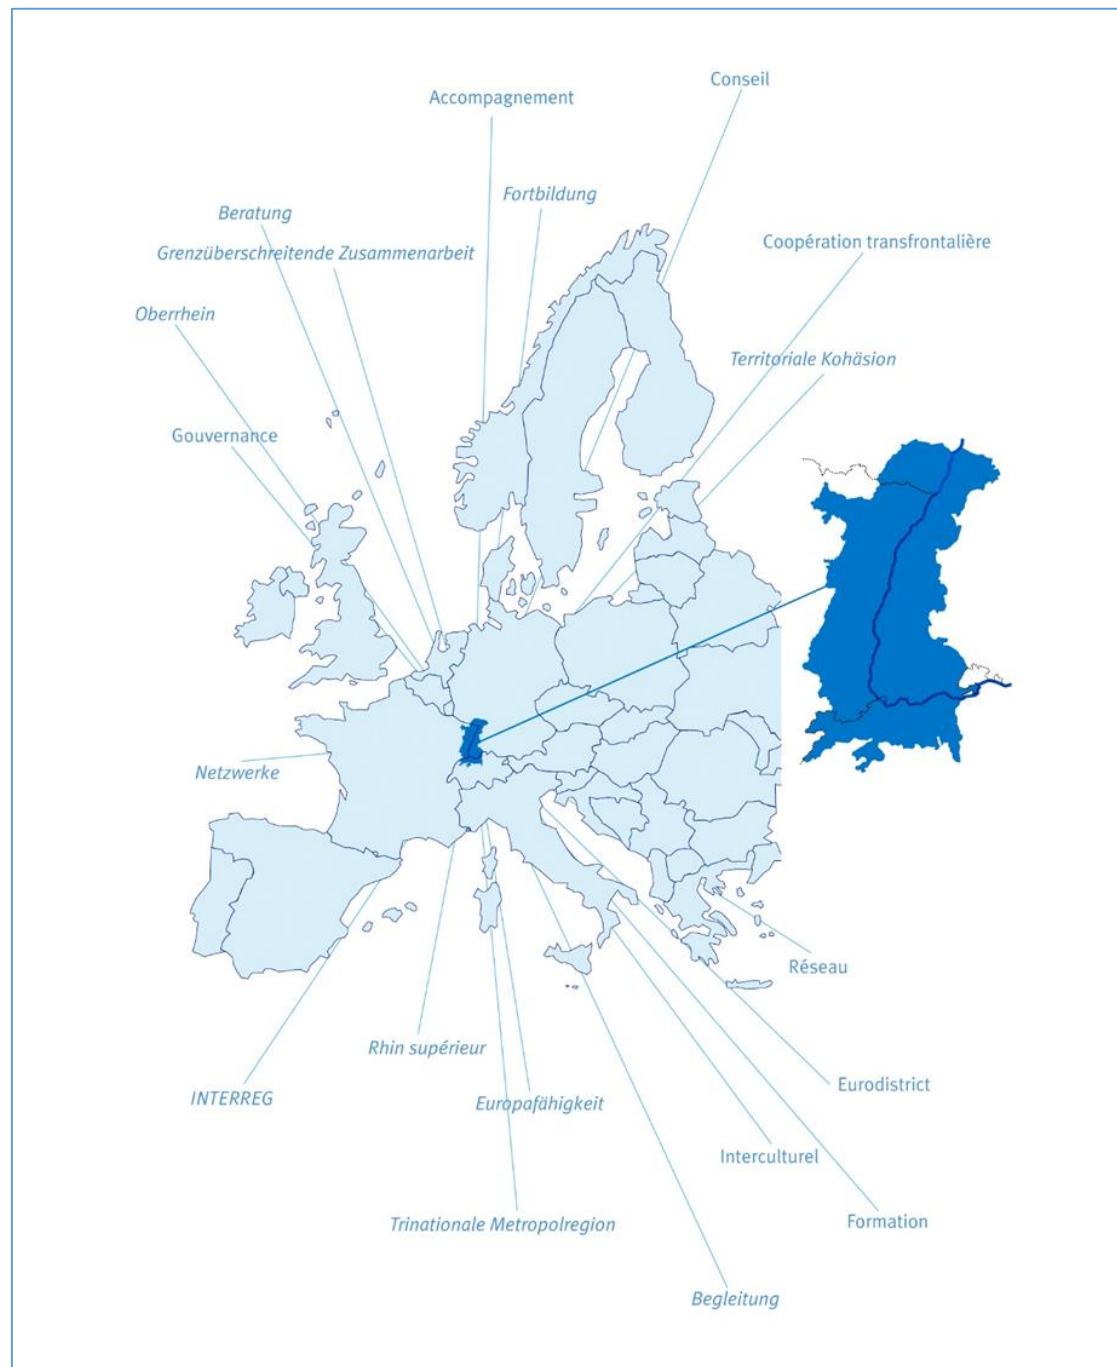 Conseil
Accompagnement
Fortbildung
Beratung
Coopération transfrontalière
Grenzüberschreitende Zusammenarbeit
Oberrhein
Territoriale Kohäsion
Gouvernance
Netzwerke
Réseau
Rhin supérieur
Eurodistrict
INTERREG
Europafähigkeit
Interculturel
Formation
Trinationale Metropolregion
Begleitung